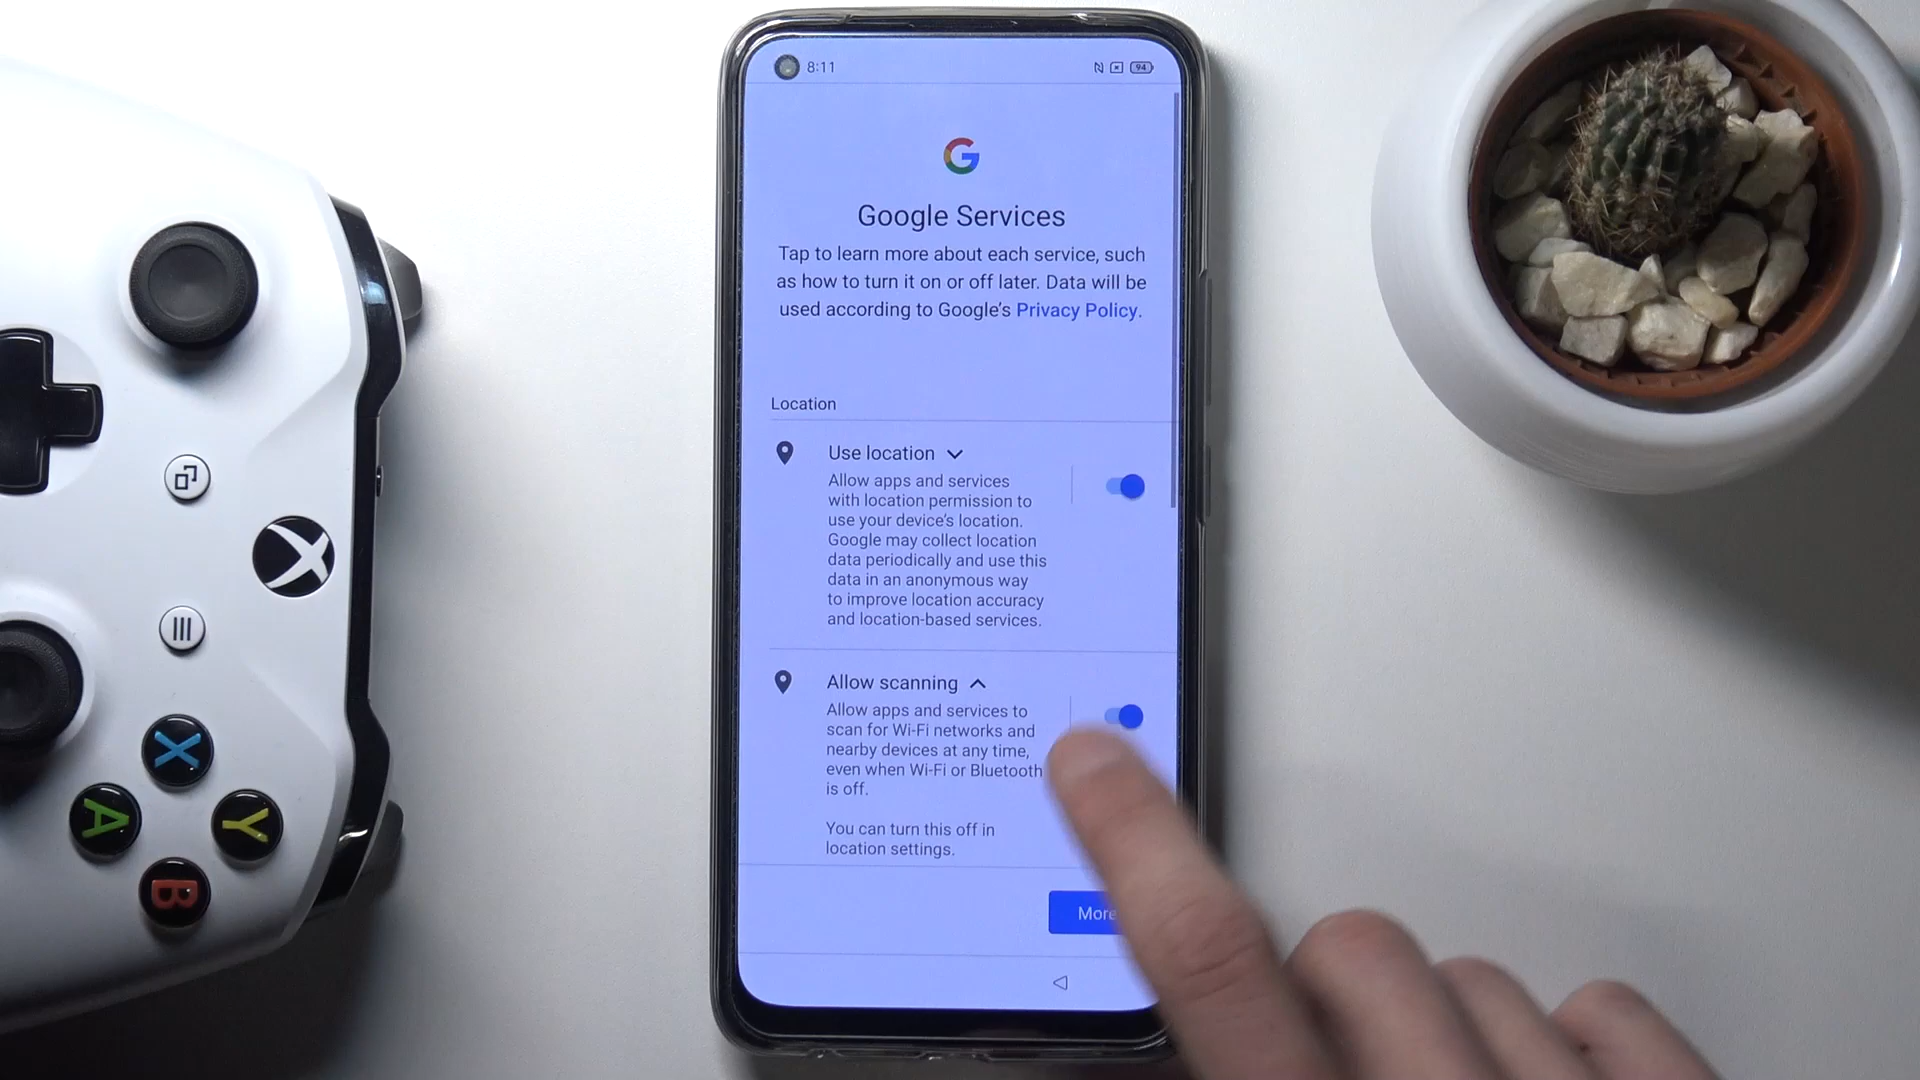 8:11
94
Google Services
Tap to learn more about each service, such
as how to turn it on or off later. Data will be
used according to Google’s Privacy Policy.
Location
Use location
Allow apps and services
with location permission to
use your device’s location.
Google may collect location
data periodically and use this
data in an anonymous way
to improve location accuracy
and location-based services.
Allow scanning
Allow apps and services to
scan for Wi-Fi networks and
nearby devices at any time,
even when Wi-Fi or Bluetooth
is off.
You can turn this off in
location settings.
More
X
A
Y
B